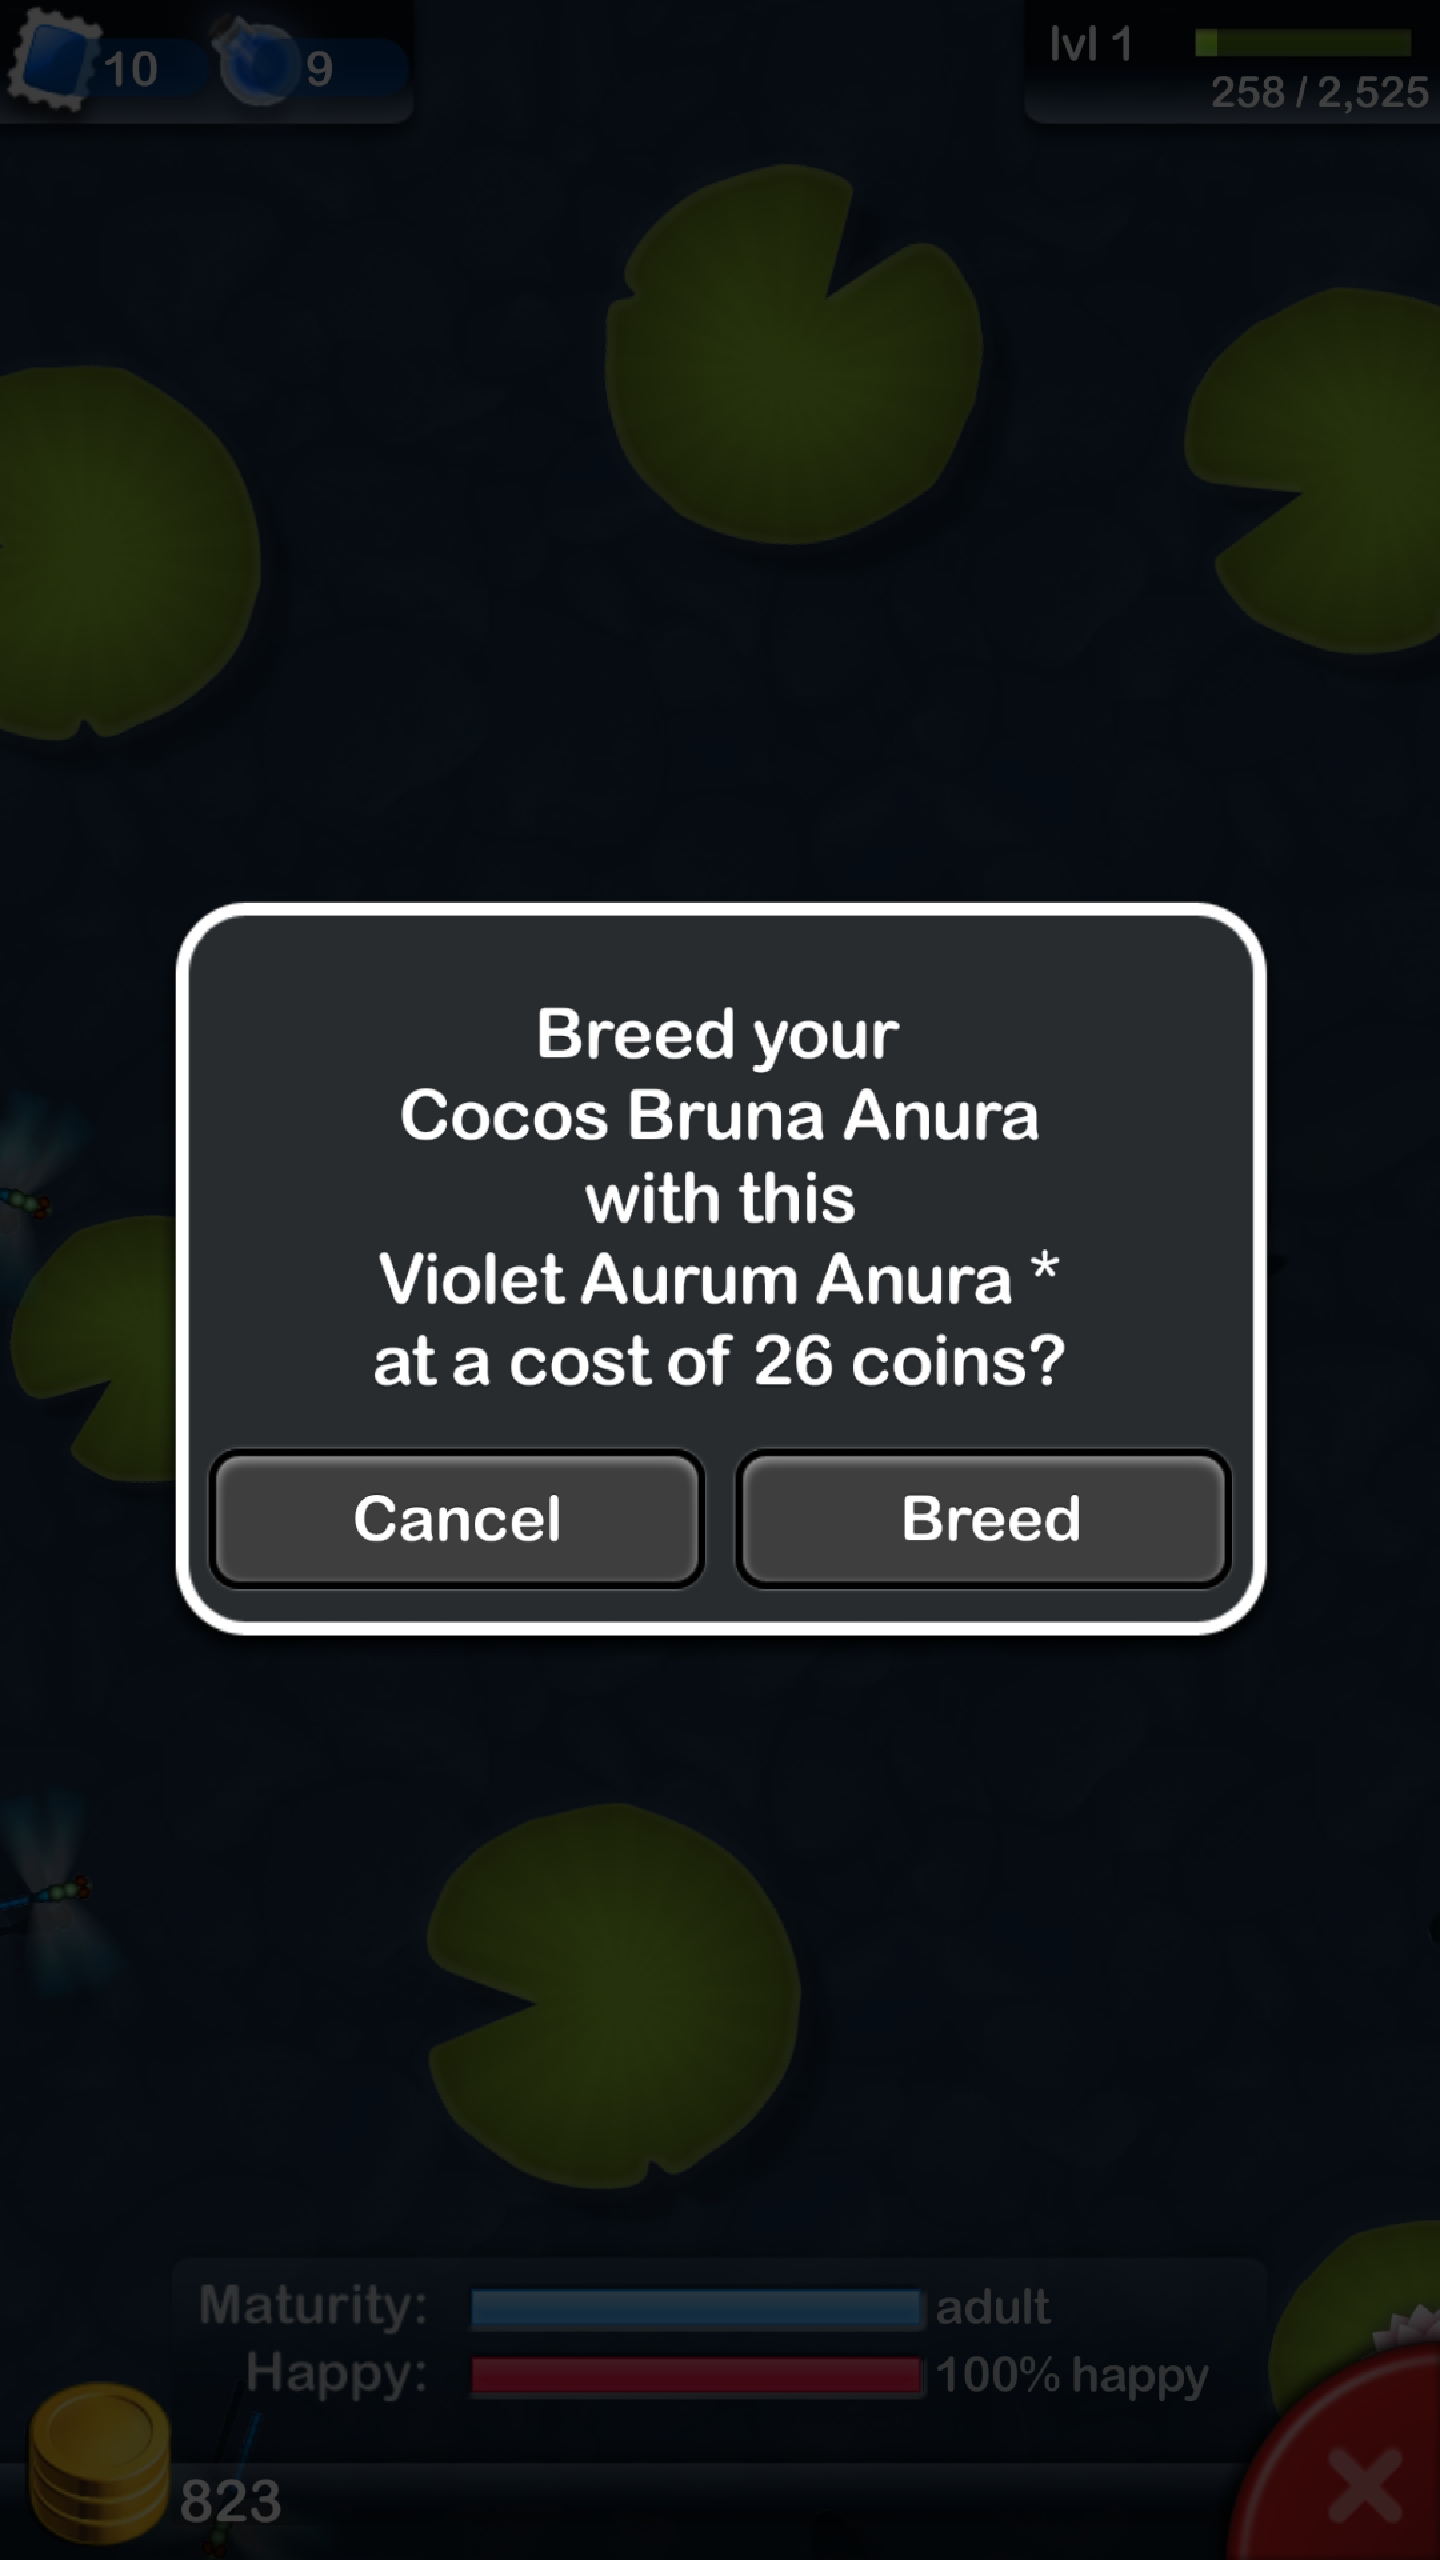 10
9
lvl 1
258 / 2,525
Breed your
Cocos Bruna Anura
with this
Violet Aurum Anura *
at a cost of 26 coins?
Cancel
Breed
Maturity:
adult
Happy:
100% happy
823